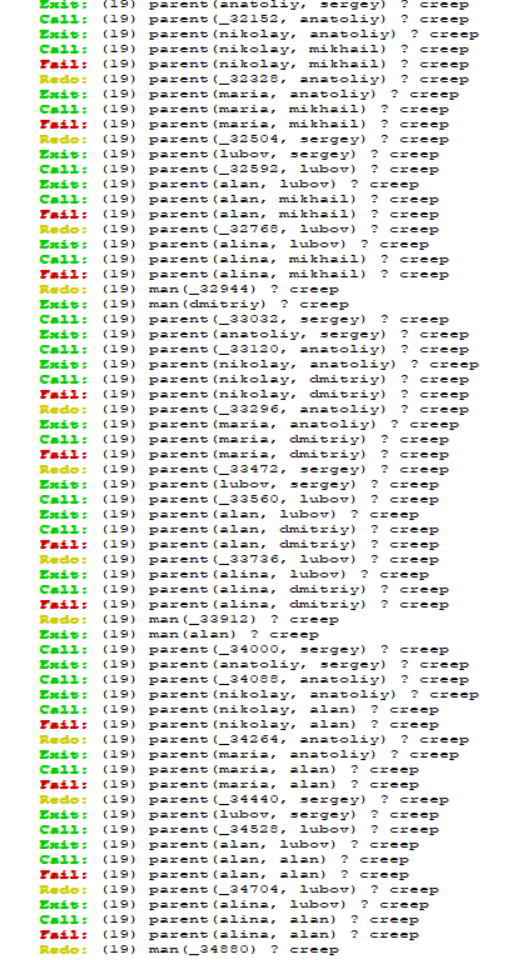 Exit: (19) parent(anatoliy, sergey) ? creep
Call: (19) parent(_32152, anatoliy) ? creep
Exit: (19) parent(nikolay, anatoliy) ? creep
Call: (19) parent(nikolay, mikhail) ? creep
Fail: (19) parent(nikolay, mikhail) ? creep
Redo: (19) parent(_32328, anatoliy) ? creep
Exit: (19) parent(maria, anatoliy) ? creep
Call: (19) parent(maria, mikhail) ? creep
Fail: (19) parent(maria, mikhail) ? creep
Redo: (19) parent(_32504, sergey) ? creep
Exit: (19) parent(lubov, sergey) ? creep
Call: (19) parent(_32592, lubov) ? creep
Exit: (19) parent(alan, lubov) ? creep
Call: (19) parent(alan, mikhail) ? creep
Fail: (19) parent(alan, mikhail) ? creep
Redo: (19) parent(_32768, lubov) ? creep
Exit: (19) parent(alina, lubov) ? creep
Call: (19) parent(alina, mikhail) ? creep
Fail: (19) parent(alina, mikhail) ? creep
Redo: (19) man(_32944) ? creep
Exit: (19) man(dmitriy) ? creep
Call: (19) parent(_33032, sergey) ? creep
Exit: (19) parent(anatoliy, sergey) ? creep
Call: (19) parent(_33120, anatoliy) ? creep
Exit: (19) parent(nikolay, anatoliy) ? creep
Call: (19) parent(nikolay, dmitriy) ? creep
Fail: (19) parent(nikolay, dmitriy) ? creep
Redo: (19) parent(_33296, anatoliy) ? creep
Exit: (19) parent(maria, anatoliy) ? creep
Call: (19) parent(maria, dmitriy) ? creep
Fail: (19) parent(maria, dmitriy) ? creep
Redo: (19) parent(_33472, sergey) ? creep
Exit: (19) parent(lubov, sergey) ? creep
Call: (19) parent(_33560, lubov) ? creep
Exit: (19) parent(alan, lubov) ? creep
Call: (19) parent(alan, dmitriy) ? creep
Fail: (19) parent(alan, dmitriy) ? creep
Redo: (19) parent(_33736, lubov) ? creep
Exit: (19) parent(alina, lubov) ? creep
Call: (19) parent(alina, dmitriy) ? creep
Fail: (19) parent(alina, dmitriy) ? creep
Redo: (19) man(_33912) ? creep
Exit: (19) man(alan) ? creep
Call: (19) parent(_34000, sergey) ? creep
Exit: (19) parent(anatoliy, sergey) ? creep
Call: (19) parent(_34088, anatoliy) ? creep
Exit: (19) parent(nikolay, anatoliy) ? creep
Call: (19) parent(nikolay, alan) ? creep
Fail: (19) parent(nikolay, alan) ? creep
Redo: (19) parent(_34264, anatoliy) ? creep
Exit: (19) parent(maria, anatoliy) ? creep
Call: (19) parent(maria, alan) ? creep
Fail: (19) parent(maria, alan) ? creep
Redo: (19) parent(_34440, sergey) ? creep
Exit: (19) parent(lubov, sergey) ? creep
Call: (19) parent(_34528, lubov) ? creep
Exit: (19) parent(alan, lubov) ? creep
Call: (19) parent(alan, alan) ? creep
Fail: (19) parent(alan, alan) ? creep
Redo: (19) parent(_34704, lubov) ? creep
Exit: (19) parent(alina, lubov) ? creep
Call: (19) parent(alina, alan) ? creep
Fail: (19) parent(alina, alan) ? creep
Redo: (19) man(_34880) ? creep